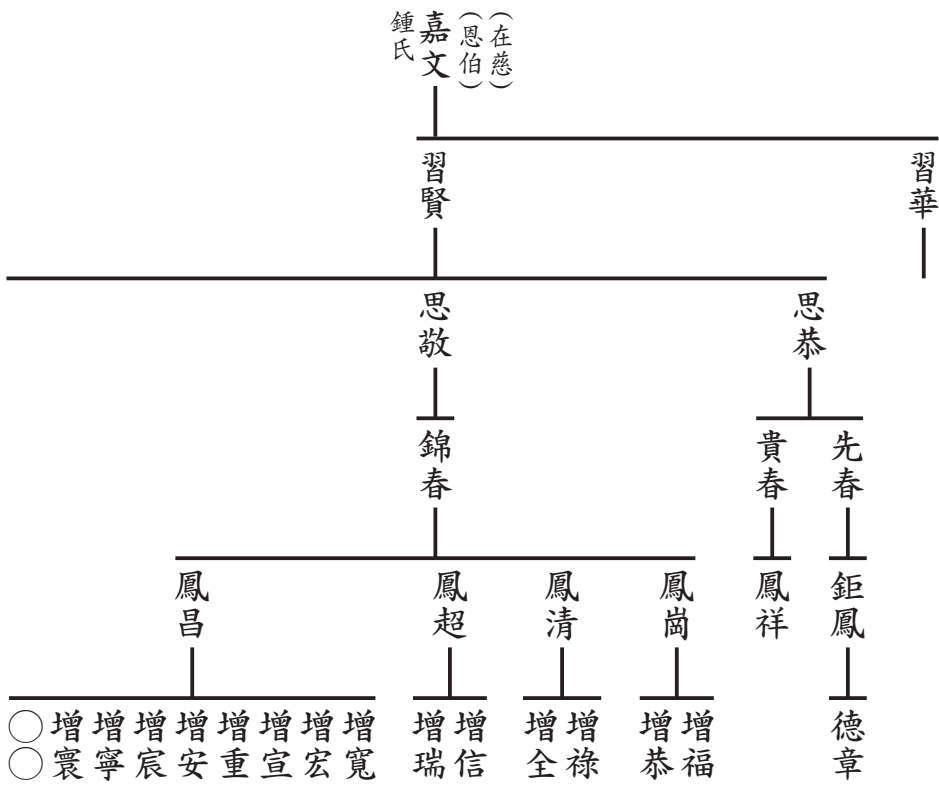 (在慈)
(恩伯)
嘉文
鍾氏
習華
習賢
思恭
思敬
先春
貴春
錦春
鉅鳳
鳳祥
鳳崗
鳳清
鳳超
鳳昌
德章
增福
增恭
增祿
增全
增信
增瑞
增寬
增宏
增宣
增重
增安
增宸
增寧
增寰
○○